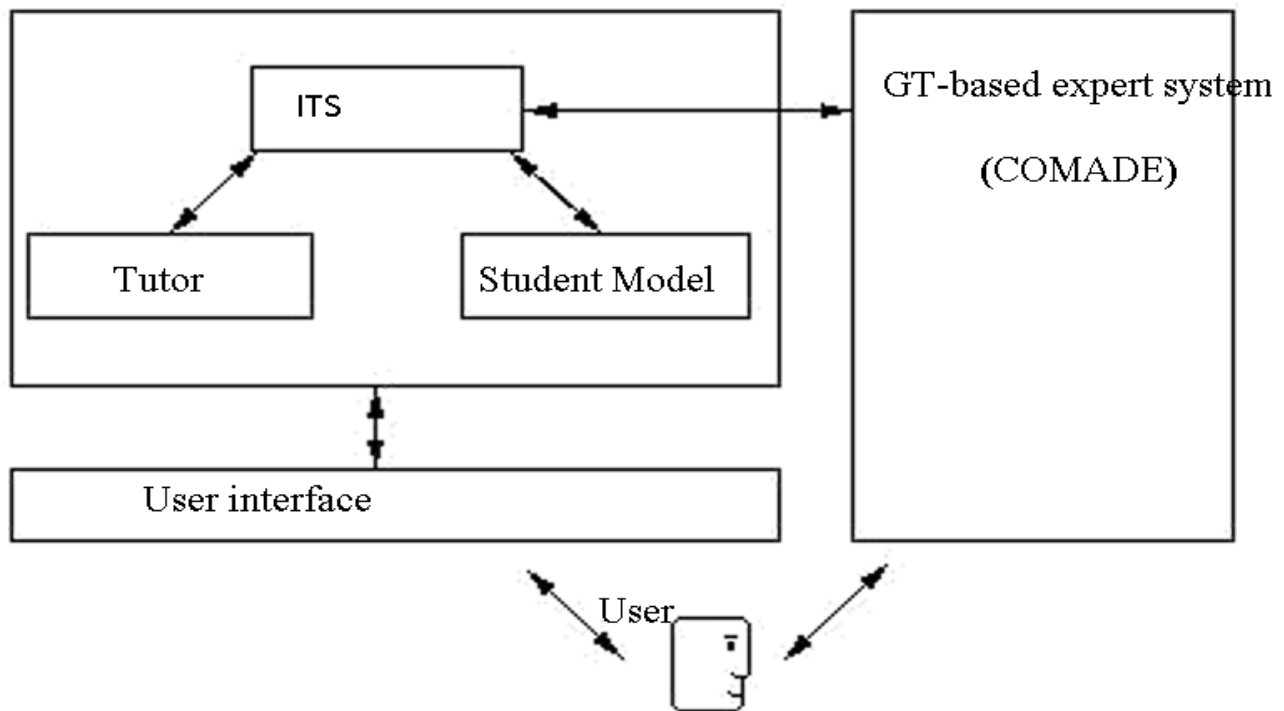 ITS
GT-based expert system
(COMADE)
Tutor
Student Model
User interface
User